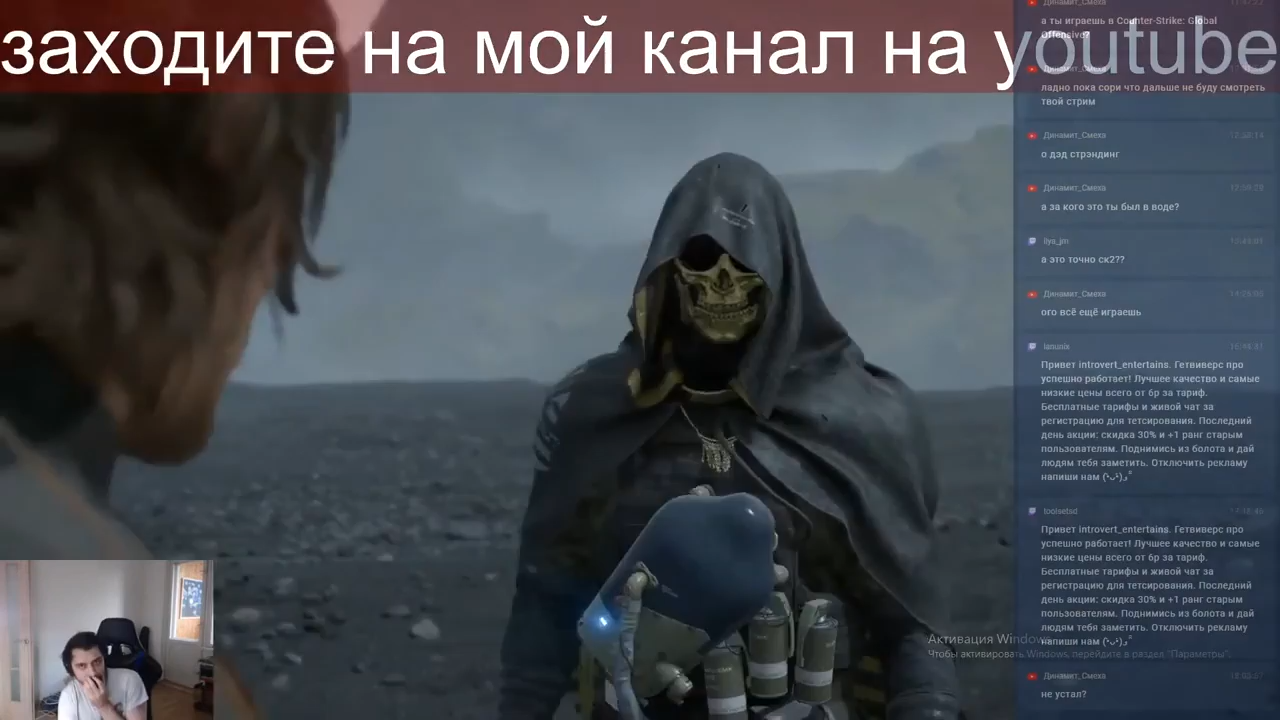 заходите на мой канал на youtube
Динамит_Смеха
а ты играешь в Counter-Strike: Global
Offensive?
Динамит_Смеха
ладно пока сори что дальше не буду смотреть
твой стрим
Динамит_Смеха
о дэд стрэндинг
Динамит_Смеха
а за кого это ты был в воде?
ilya_jm
а это точно ск2??
Динамит_Смеха
ого всё ещё играешь
Привет introvert_entertains. Гетвиверс про
успешно работает! Лучшее качество и самые
низкие цены всего от 6р за тариф.
Бесплатные тарифы и живой чат за
регистрацию для тетсирования. Последний
день акции: скидка 30% и +1 ранг старым
пользователям. Поднимись из болота и дай
людям тебя заметить. Отключить рекламу
напиши нам
toolsetsd
Привет introvert_entertains. Гетвиверс про
успешно работает! Лучшее качество и самые
низкие цены всего от 6р за тариф.
Бесплатные тарифы и живой чат за
регистрацию для тетсирования. Последний
день акции: скидка 30% и +1 ранг старым
пользователям. Поднимись из болота и дай
людям тебя заметить. Отключить рекламу
напиши нам
Активация Windows
Чтобы активировать Windows, перейдите в раздел "Параметры".
Динамит_Смеха
не устал?